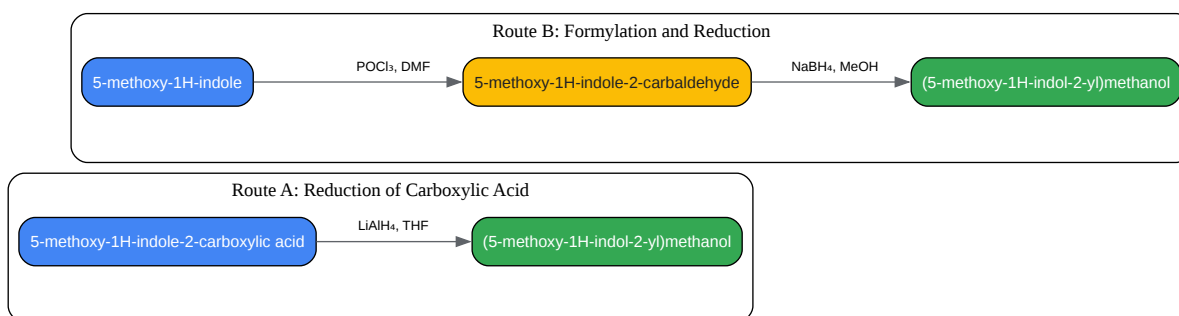 Route B: Formylation and Reduction
5-methoxy-1H-indole
POCl₃, DMF
5-methoxy-1H-indole-2-carbaldehyde
NaBH₄, MeOH
(5-methoxy-1H-indol-2-yl)methanol
Route A: Reduction of Carboxylic Acid
5-methoxy-1H-indole-2-carboxylic acid
LiAlH₄, THF
(5-methoxy-1H-indol-2-yl)methanol